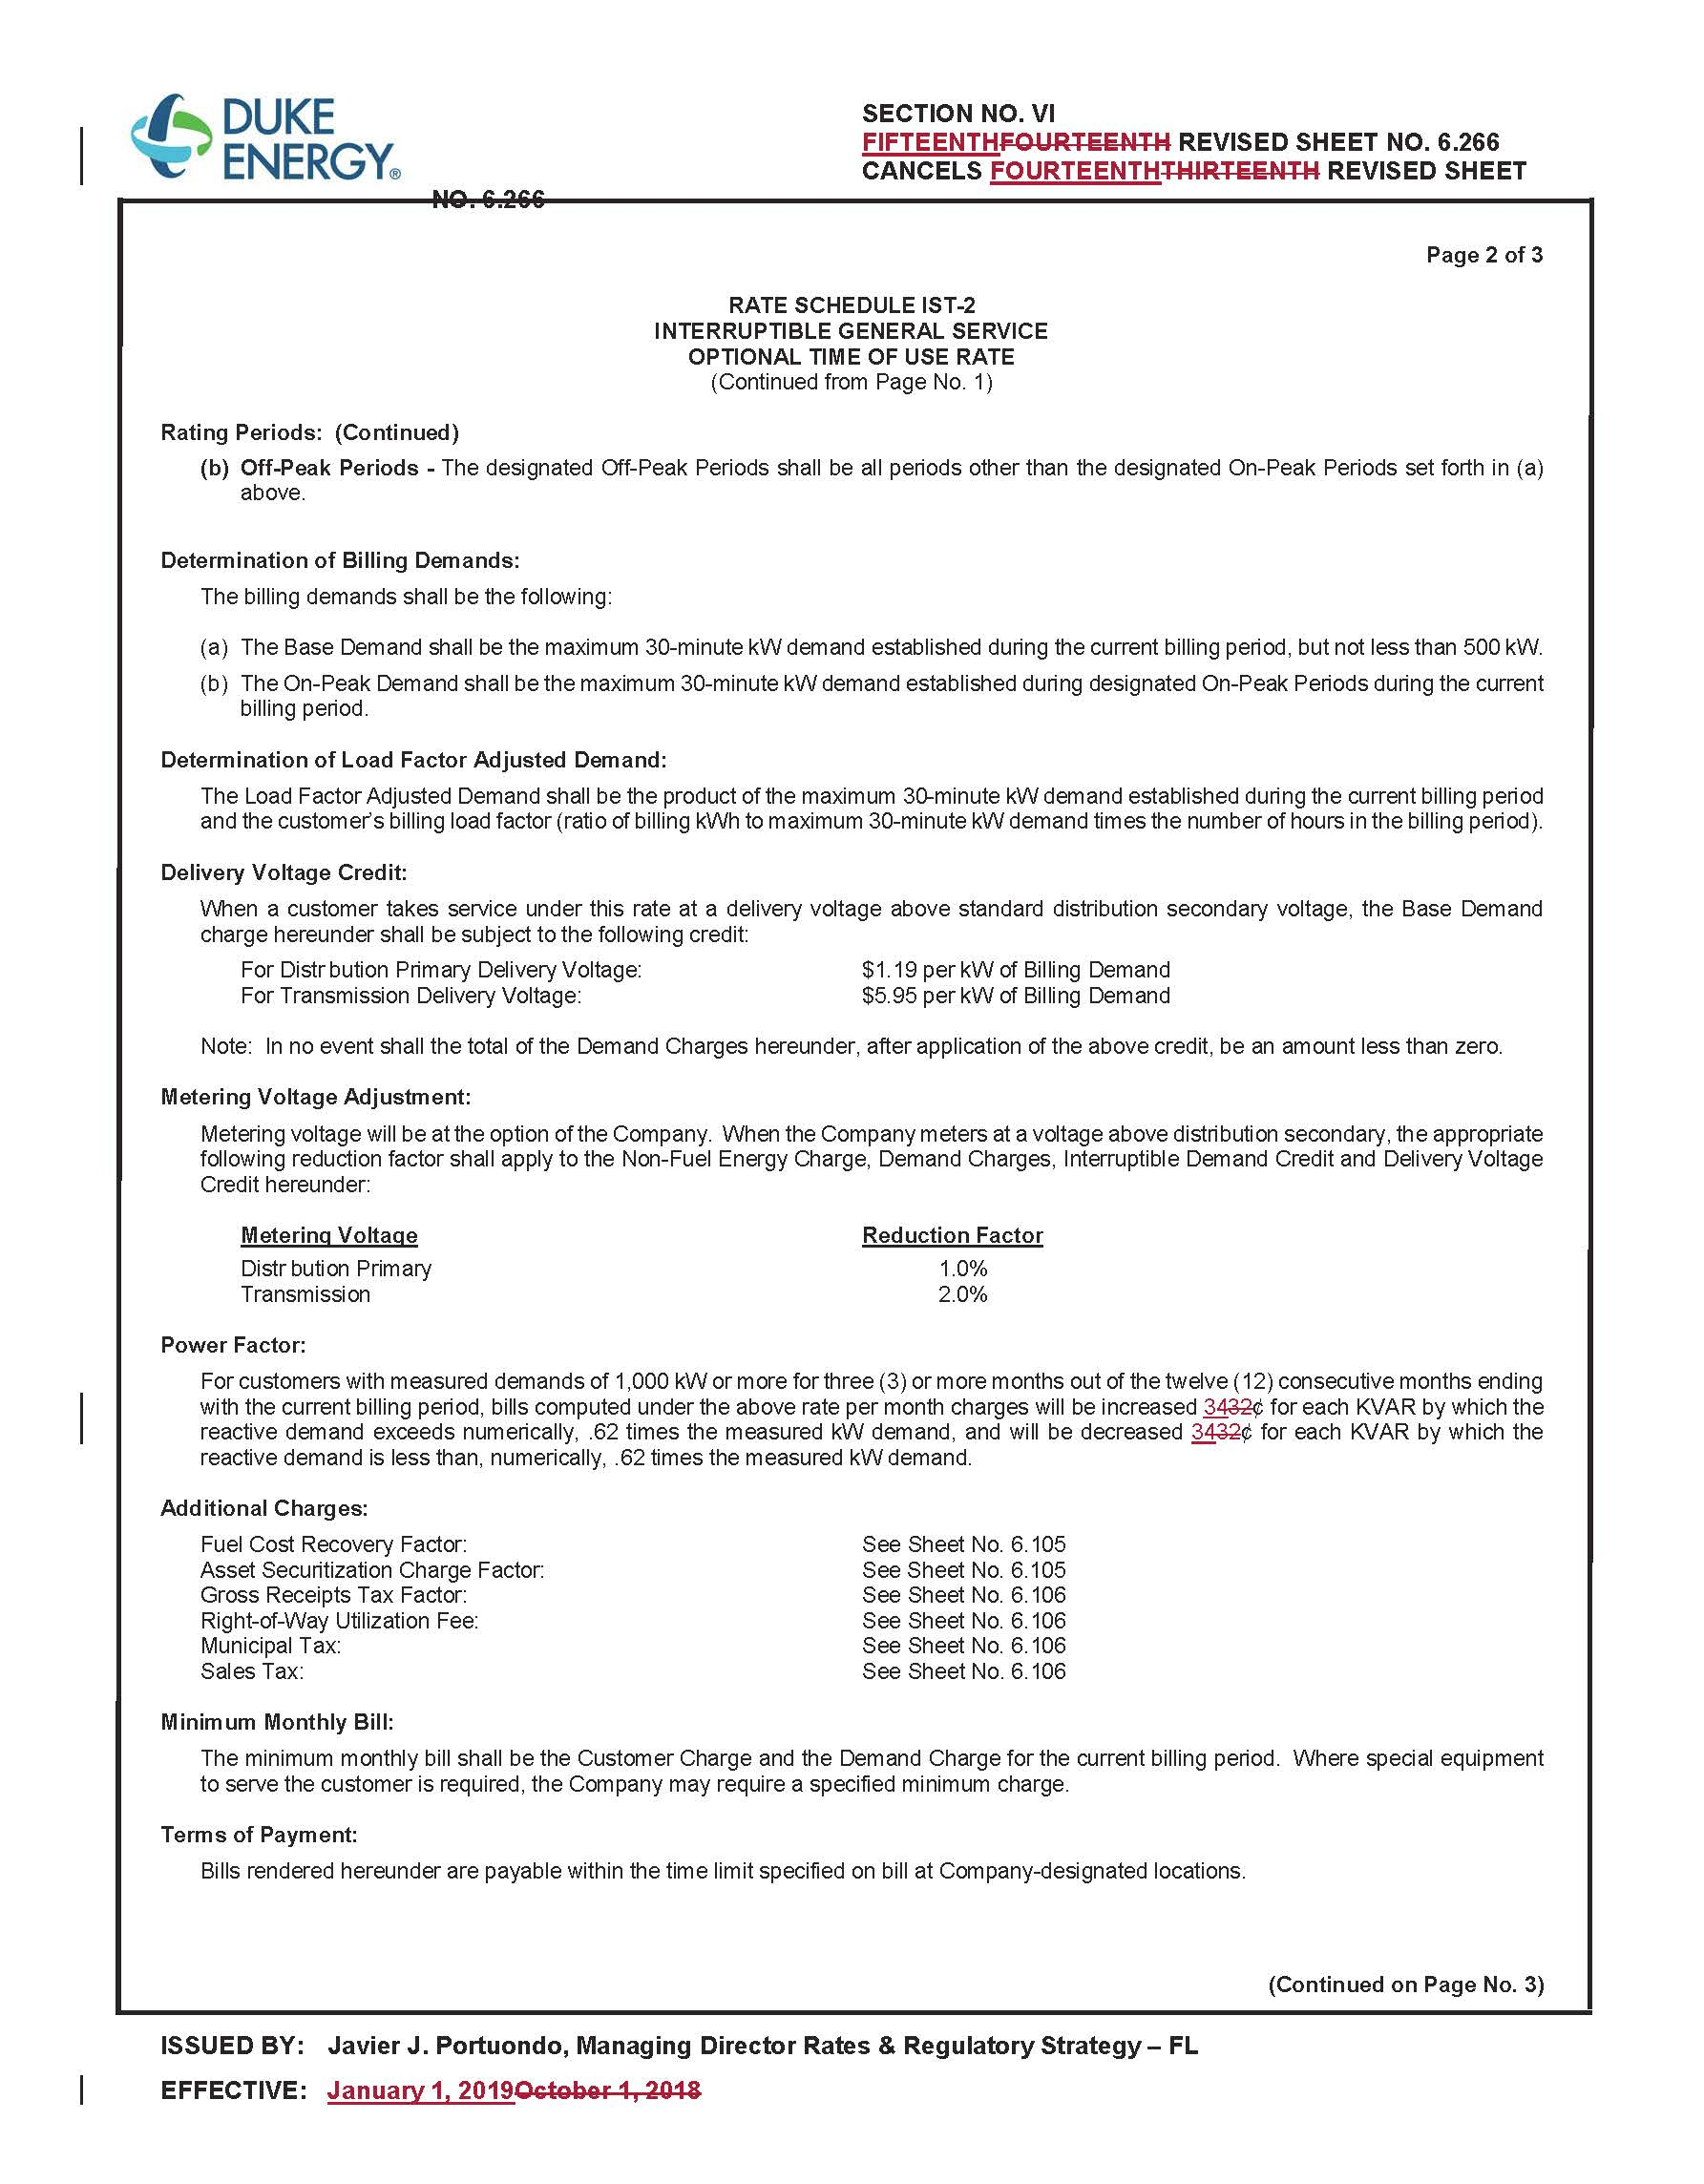 DUKE
ENERGY®
SECTION NO. VI
FIFTEENTHFOURTEENTH REVISED SHEET NO. 6.266
CANCELS FOURTEENTHTHIRTEENTH REVISED SHEET
NO. 6.266
Page 2 of 3
RATE SCHEDULE IST-2
INTERRUPTIBLE GENERAL SERVICE
OPTIONAL TIME OF USE RATE
(Continued from Page No. 1)
Rating Periods: (Continued)
(b) Off-Peak Periods - The designated Off-Peak Periods shall be all periods other than the designated On-Peak Periods set forth in (a)
above.
Determination of Billing Demands:
The billing demands shall be the following:
(a) The Base Demand shall be the maximum 30-minute kW demand established during the current billing period, but not less than 500 kW.
(b) The On-Peak Demand shall be the maximum 30-minute kW demand established during designated On-Peak Periods during the current
billing period.
Determination of Load Factor Adjusted Demand:
The Load Factor Adjusted Demand shall be the product of the maximum 30-minute kW demand established during the current billing period
and the customer’s billing load factor (ratio of billing kWh to maximum 30-minute kW demand times the number of hours in the billing period).
Delivery Voltage Credit:
When a customer takes service under this rate at a delivery voltage above standard distribution secondary voltage, the Base Demand
charge hereunder shall be subject to the following credit:
For Distr bution Primary Delivery Voltage: $1.19 per kW of Billing Demand
For Transmission Delivery Voltage: $5.95 per kW of Billing Demand
Note: In no event shall the total of the Demand Charges hereunder, after application of the above credit, be an amount less than zero.
Metering Voltage Adjustment:
Metering voltage will be at the option of the Company. When the Company meters at a voltage above distribution secondary, the appropriate
following reduction factor shall apply to the Non-Fuel Energy Charge, Demand Charges, Interruptible Demand Credit and Delivery Voltage
Credit hereunder:
Metering Voltage Reduction Factor
Distr bution Primary 1.0%
Transmission 2.0%
Power Factor:
For customers with measured demands of 1,000 kW or more for three (3) or more months out of the twelve (12) consecutive months ending
with the current billing period, bills computed under the above rate per month charges will be increased 3432¢ for each KVAR by which the
reactive demand exceeds numerically, .62 times the measured kW demand, and will be decreased 3432¢ for each KVAR by which the
reactive demand is less than, numerically, .62 times the measured kW demand.
Additional Charges:
Fuel Cost Recovery Factor: See Sheet No. 6.105
Asset Securitization Charge Factor: See Sheet No. 6.105
Gross Receipts Tax Factor: See Sheet No. 6.106
Right-of-Way Utilization Fee: See Sheet No. 6.106
Municipal Tax: See Sheet No. 6.106
Sales Tax: See Sheet No. 6.106
Minimum Monthly Bill:
The minimum monthly bill shall be the Customer Charge and the Demand Charge for the current billing period. Where special equipment
to serve the customer is required, the Company may require a specified minimum charge.
Terms of Payment:
Bills rendered hereunder are payable within the time limit specified on bill at Company-designated locations.
(Continued on Page No. 3)
ISSUED BY: Javier J. Portuondo, Managing Director Rates & Regulatory Strategy – FL
EFFECTIVE: January 1, 2019October 1, 2018